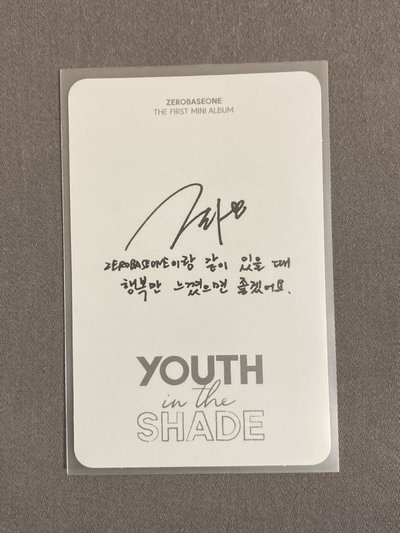 ZEROBASEONE
THE FIRST MINI ALBUM
ZEROBASEONE이랑 같이 있을 때
행복만 느꼈으면 좋겠어요.
YOUTH
in the
SHADE